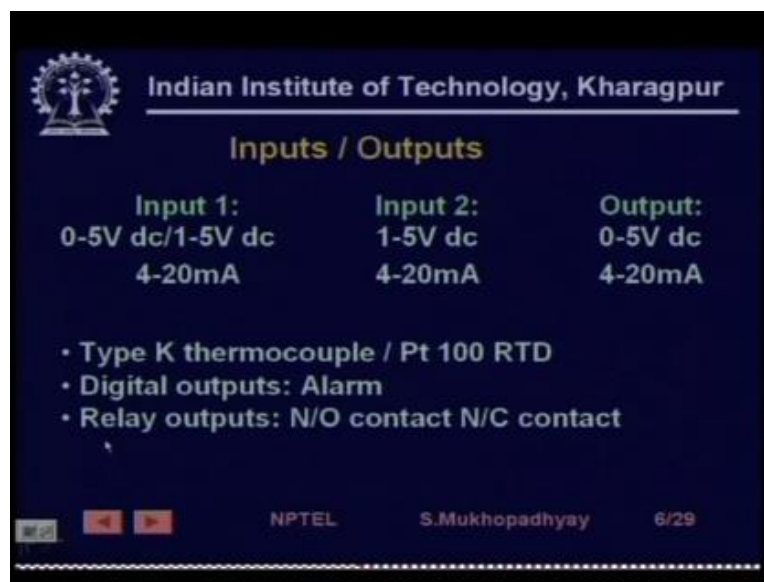 Indian Institute of Technology, Kharagpur
Inputs / Outputs
Input 1: Input 2: Output:
0-5V dc/1-5V dc 1-5V dc 0-5V dc
4-20mA 4-20mA 4-20mA
• Type K thermocouple / Pt 100 RTD
• Digital outputs: Alarm
• Relay outputs: N/O contact N/C contact
NPTEL S.Mukhopadhyay 6/29